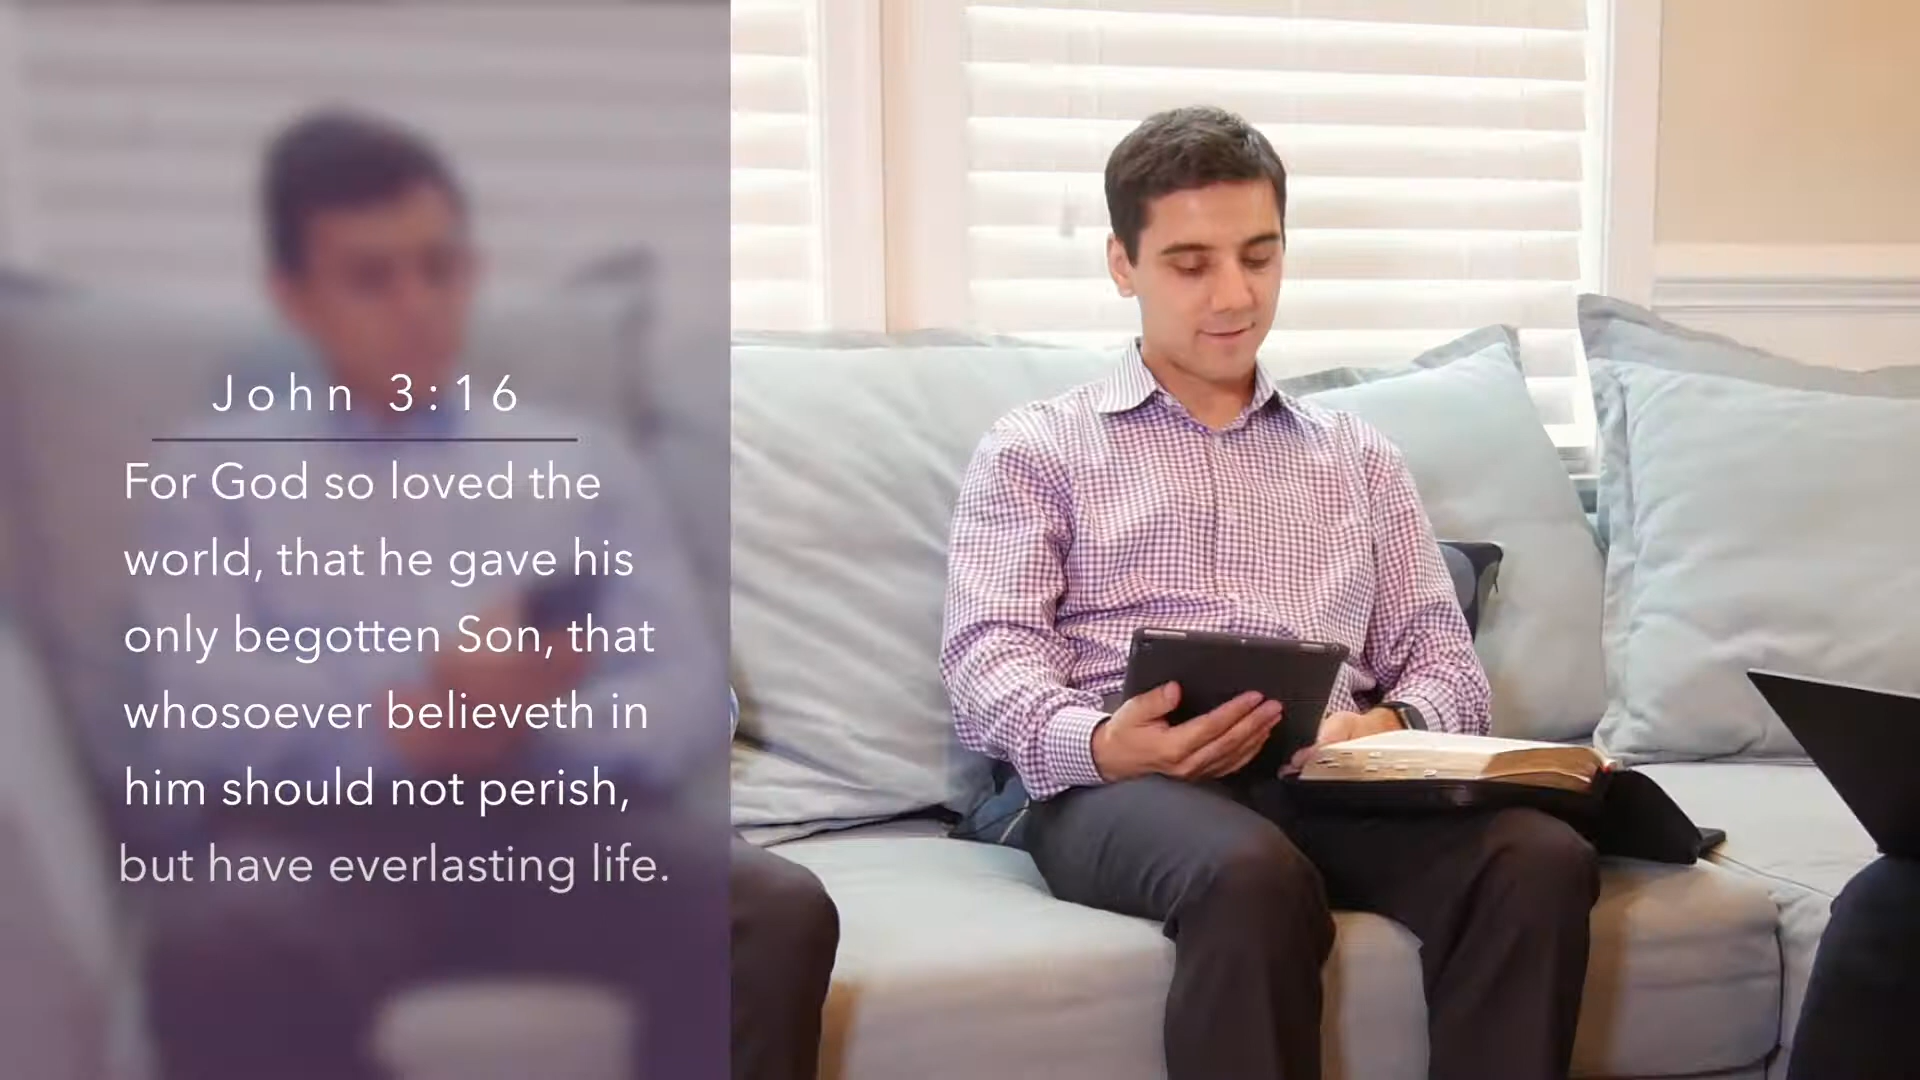 John 3:16
For God so loved the
world, that he gave his
only begotten Son, that
whosoever believeth in
him should not perish,
but have everlasting life.